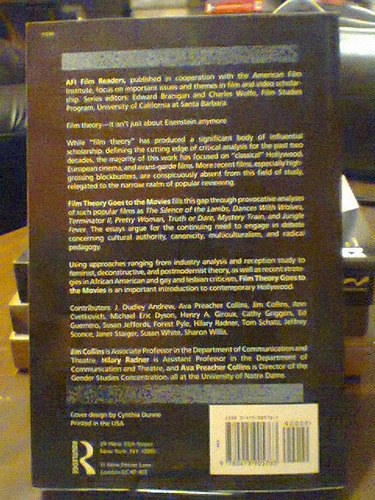 FILM
AFI Film Readers, published in cooperation with the American Film
Institute, focus on important issues and themes in film and video scholar-
ship. Series editors: Edward Branigan and Charles Wolfe, Film Studies
Program, University of California at Santa Barbara.
Film theory—it isn't just about Eisenstein anymore
While "film theory" has produced a significant body of influential
scholarship, defining the cutting edge of critical analysis for the past two
decades, the majority of this work has focused on "classical" Hollywood,
European cinema, and avant-garde films. More recent films, especially high-
grossing blockbusters, are conspicuously absent from this field of study,
relegated to the narrow realm of popular reviewing.
Film Theory Goes to the Movies fills this gap through provocative analyses
of such popular films as The Silence of the Lambs, Dances With Wolves,
Terminator II, Pretty Woman, Truth or Dare, Mystery Train, and Jungle
Fever. The essays argue for the continuing need to engage in debate
concerning cultural authority, canonicity, multiculturalism, and radical
pedagogy.
Using approaches ranging from industry analysis and reception study to
feminist, deconstructive, and postmodernist theory, as well as recent strate-
gies in African American and gay and lesbian criticism, Film Theory Goes to
the Movies is an important introduction to contemporary Hollywood.
Contributors: J. Dudley Andrew, Ava Preacher Collins, Jim Collins, Ann
Cvetkovich, Michael Eric Dyson, Henry A. Giroux, Cathy Griggers, Ed
Guerrero, Susan Jeffords, Forest Pyle, Hilary Radner, Tom Schatz, Jeffrey
Sconce, Janet Staiger, Susan White, Sharon Willis.
Jim Collins is Associate Professor in the Department of Communication and
Theatre, Hilary Radner is Assistant Professor in the Department of
Communication and Theatre, and Ava Preacher Collins is Director of the
Gender Studies Concentration, all at the University of Notre Dame.
Cover design by Cynthia Dunne
Printed in the USA
R
ROUTLEDGE
29 West 35th Street
New York, NY 10001
11 New Fetter Lane
London EC4P 4EE
90000